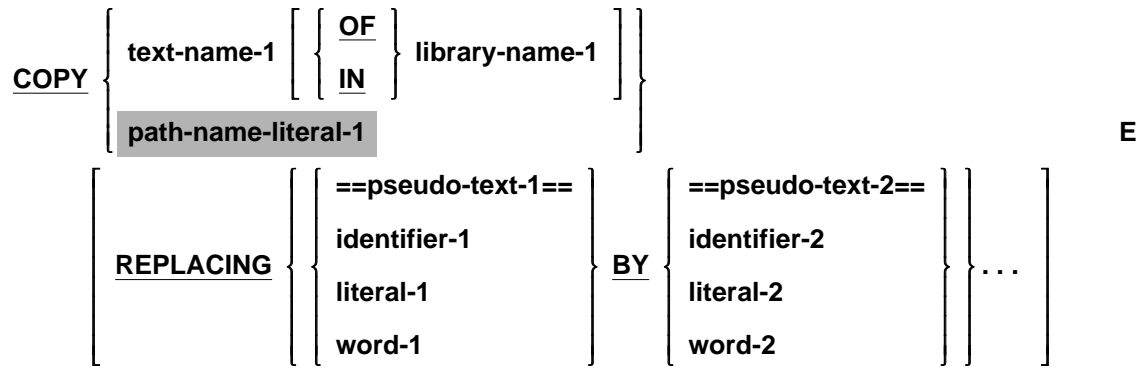 OF
text-name-1 library-name-1
COPY IN
path-name-literal-1 E
==pseudo-text-1== ==pseudo-text-2==
identifier-1 identifier-2
REPLACING BY ...
literal-1 literal-2
word-1 word-2